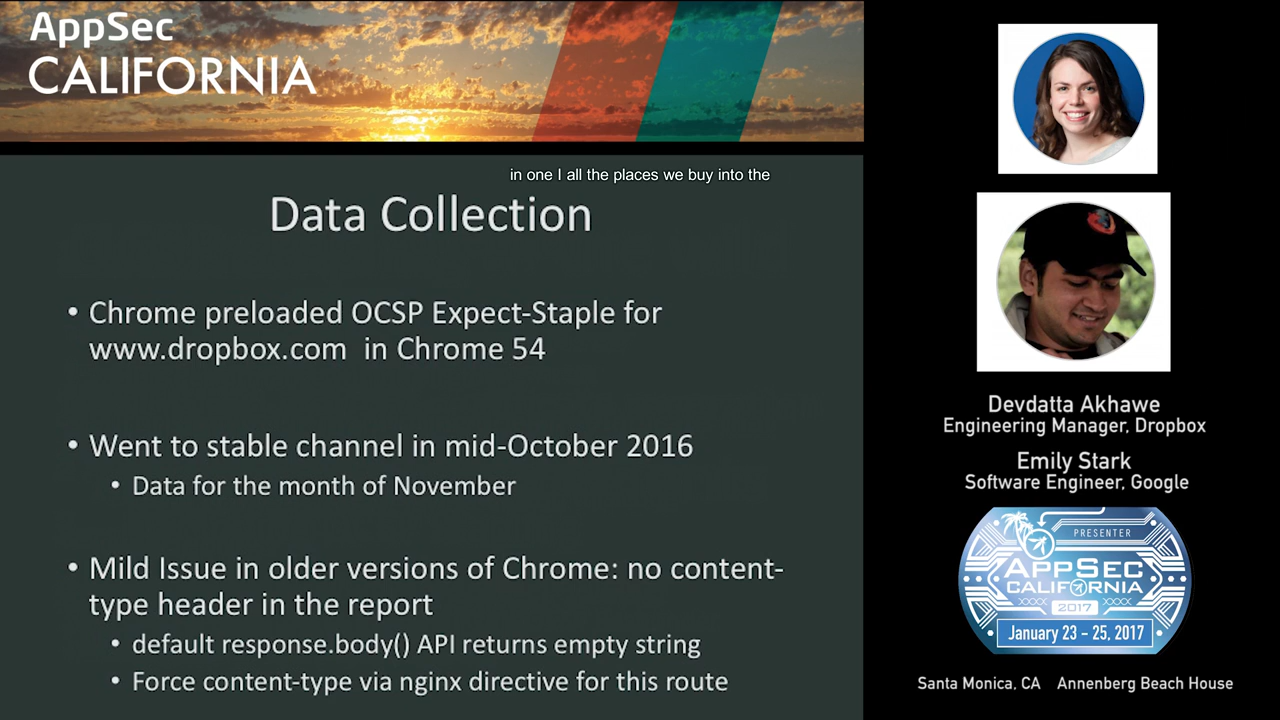 AppSec
CALIFORNIA
in one I all the places we buy into the
Data Collection
• Chrome preloaded OCSP Expect-Staple for
www.dropbox.com in Chrome 54
• Went to stable channel in mid-October 2016
• Data for the month of November
• Mild Issue in older versions of Chrome: no content-
type header in the report
• default response.body() API returns empty string
• Force content-type via nginx directive for this route
Devdatta Akhawe
Engineering Manager, Dropbox
Emily Stark
Software Engineer, Google
PRESENTER
APPSEC
CALIFORNIA
2017
January 23 – 25, 2017
Santa Monica, CA Annenberg Beach House